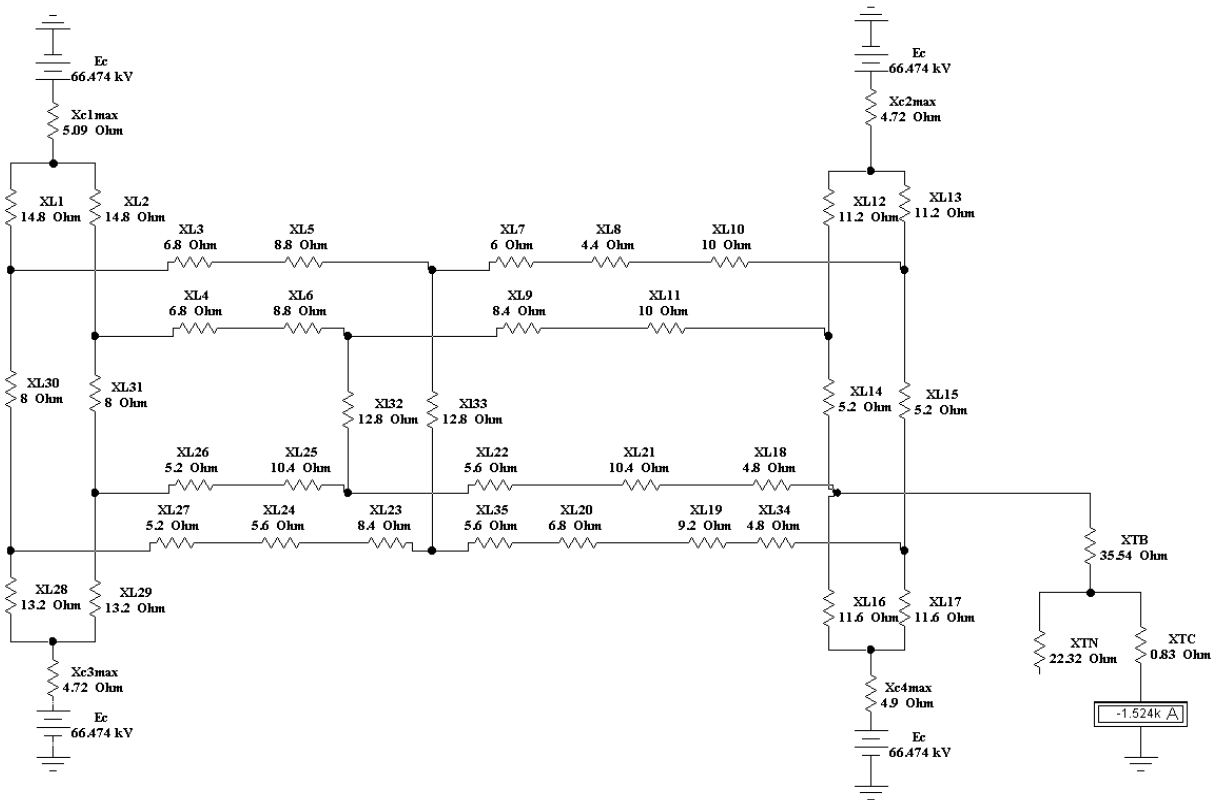 Ec
66.474 kV
Ec
66.474 kV
Xc1max
5.09 Ohm
Xc2max
4.72 Ohm
XL1
14.8 Ohm
XL2
14.8 Ohm
XL12
11.2 Ohm
XL13
11.2 Ohm
XL3
6.8 Ohm
XL5
8.8 Ohm
XL7
6 Ohm
XL8
4.4 Ohm
XL10
10 Ohm
XL4
6.8 Ohm
XL6
8.8 Ohm
XL9
8.4 Ohm
XL11
10 Ohm
XL30
8 Ohm
XL31
8 Ohm
Xl32
12.8 Ohm
Xl33
12.8 Ohm
XL14
5.2 Ohm
XL15
5.2 Ohm
XL26
5.2 Ohm
XL25
10.4 Ohm
XL22
5.6 Ohm
XL21
10.4 Ohm
XL18
4.8 Ohm
XL27
5.2 Ohm
XL24
5.6 Ohm
XL23
8.4 Ohm
XL35
5.6 Ohm
XL20
6.8 Ohm
XL19
9.2 Ohm
XL34
4.8 Ohm
XTB
35.54 Ohm
XL28
13.2 Ohm
XL29
13.2 Ohm
XL16
11.6 Ohm
XL17
11.6 Ohm
XTN
22.32 Ohm
XTC
0.83 Ohm
Xc3max
4.72 Ohm
Xc4max
4.9 Ohm
-1.524k A
Ec
66.474 kV
Ec
66.474 kV